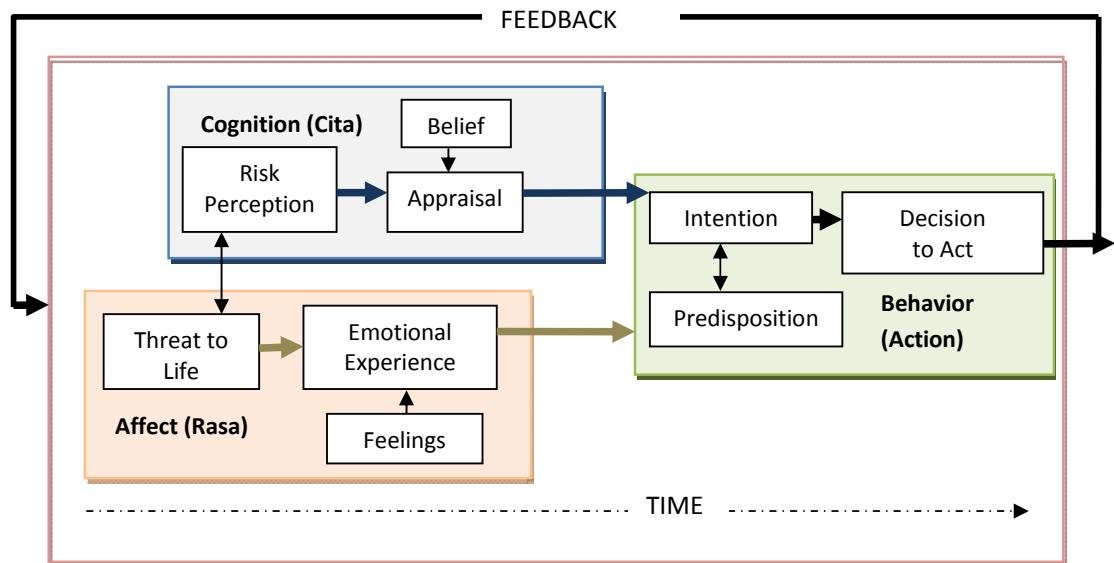 FEEDBACK
Cognition (Cita)
Belief
Risk
Perception
Appraisal
Intention
Decision
to Act
Predisposition
Behavior
(Action)
Threat to
Life
Emotional
Experience
Affect (Rasa)
Feelings
TIME